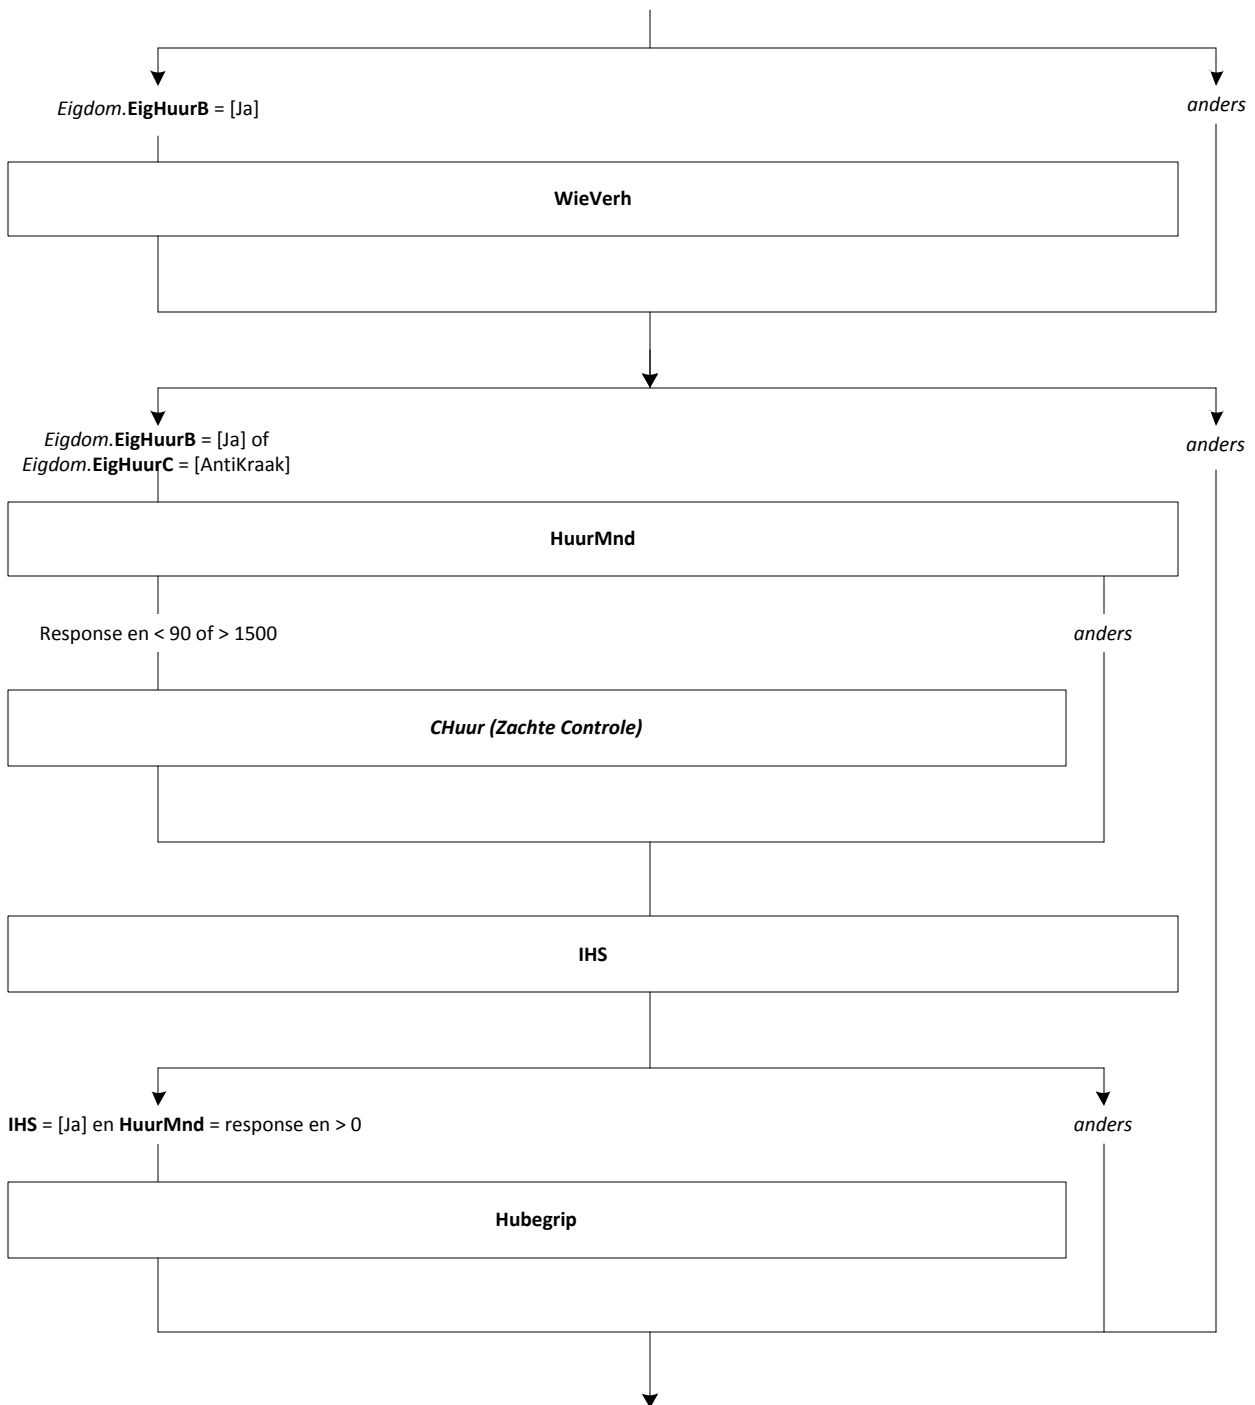 Eigdom.EigHuurB = [Ja]
anders
WieVerh
Eigdom.EigHuurB = [Ja] of
Eigdom.EigHuurC = [AntiKraak]
anders
HuurMnd
Response en < 90 of > 1500
anders
CHuur (Zachte Controle)
IHS
IHS = [Ja] en HuurMnd = response en > 0
anders
Hubegrip